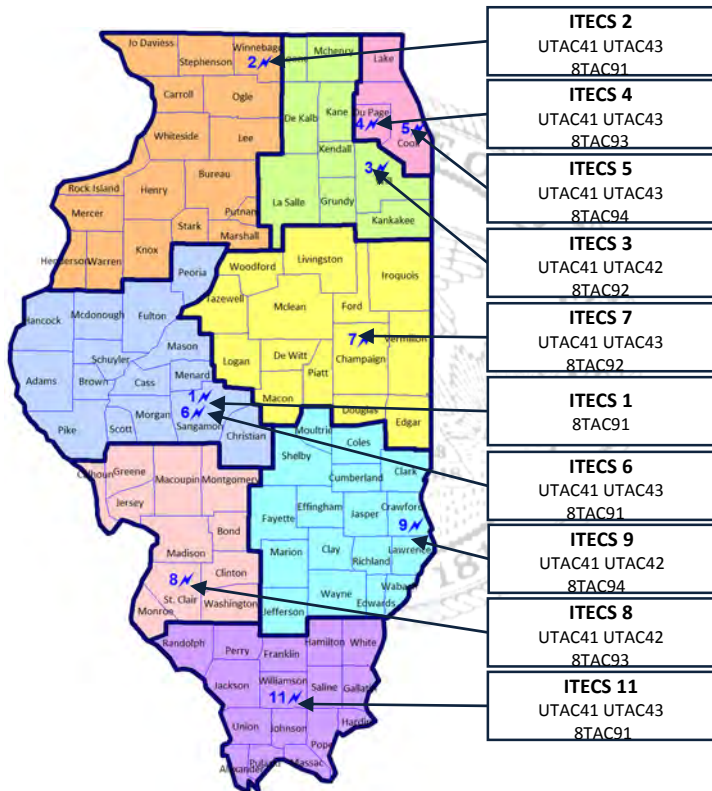 Jo Daviess
Stephenson
Winnebago
2
Mchenry
Lake
Carroll
Ogle
De Kalb
Kane
Du Page
4
5
Cook
Whiteside
Lee
Kendall
3
Rock Island
Henry
Bureau
La Salle
Grundy
Kankakee
Mercer
Putnam
Stark
Marshall
Henderson
Warren
Knox
Peoria
Woodford
Livingston
Iroquois
Tazewell
Mclean
Ford
Hancock
Mcdonough
Fulton
Mason
Logan
De Witt
7
Champaign
Vermilion
Schuyler
Piatt
Adams
Brown
Cass
Menard
Macon
1
6
Douglas
Edgar
Pike
Scott
Morgan
Sangamon
Christian
Moultrie
Coles
Shelby
Clark
Cumberland
Calhoun
Greene
Macoupin
Montgomery
Jersey
Fayette
Effingham
Jasper
Crawford
9
Bond
Madison
Marion
Clay
Richland
Lawrence
8
Clinton
St. Clair
Washington
Monroe
Wayne
Wabash
Edwards
Jefferson
Randolph
Perry
Franklin
Hamilton
White
Jackson
Williamson
Saline
Gallatin
11
Union
Johnson
Pope
Hardin
Alexander
Pulaski
Massac
ITECS 2
UTAC41 UTAC43
8TAC91
ITECS 4
UTAC41 UTAC43
8TAC93
ITECS 5
UTAC41 UTAC43
8TAC94
ITECS 3
UTAC41 UTAC42
8TAC92
ITECS 7
UTAC41 UTAC43
8TAC92
ITECS 1
8TAC91
ITECS 6
UTAC41 UTAC43
8TAC91
ITECS 9
UTAC41 UTAC42
8TAC94
ITECS 8
UTAC41 UTAC42
8TAC93
ITECS 11
UTAC41 UTAC43
8TAC91